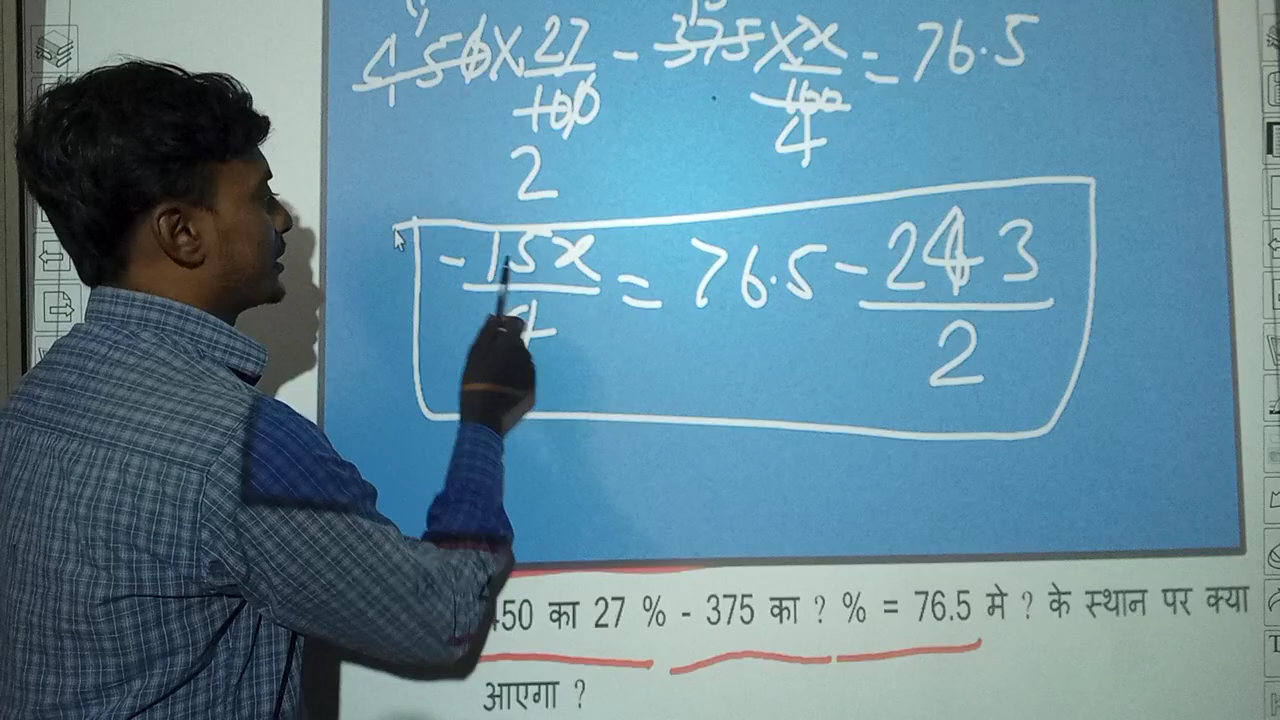 450 × 27 - 375 × x = 76.5
100 100
2 4
-15x = 76.5 - 243
4 2
450 का 27 % - 375 का ? % = 76.5 मे ? के स्थान पर क्या
आएगा ?